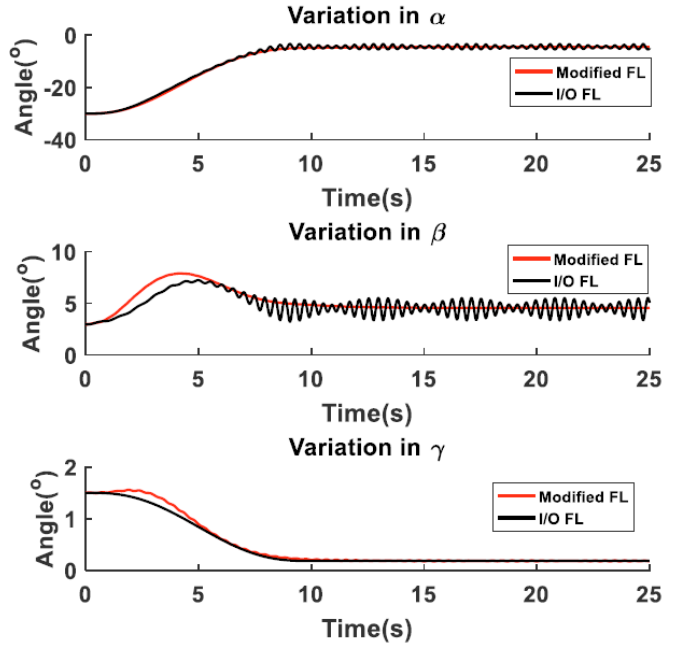 Variation in α
Angle(°)
0
-20
-40
Modified FL
I/O FL
0 5 10 15 20 25
Time(s)
Variation in β
Angle(°)
10
5
0
Modified FL
I/O FL
0 5 10 15 20 25
Time(s)
Variation in γ
Angle(°)
2
1
0
Modified FL
I/O FL
0 5 10 15 20 25
Time(s)